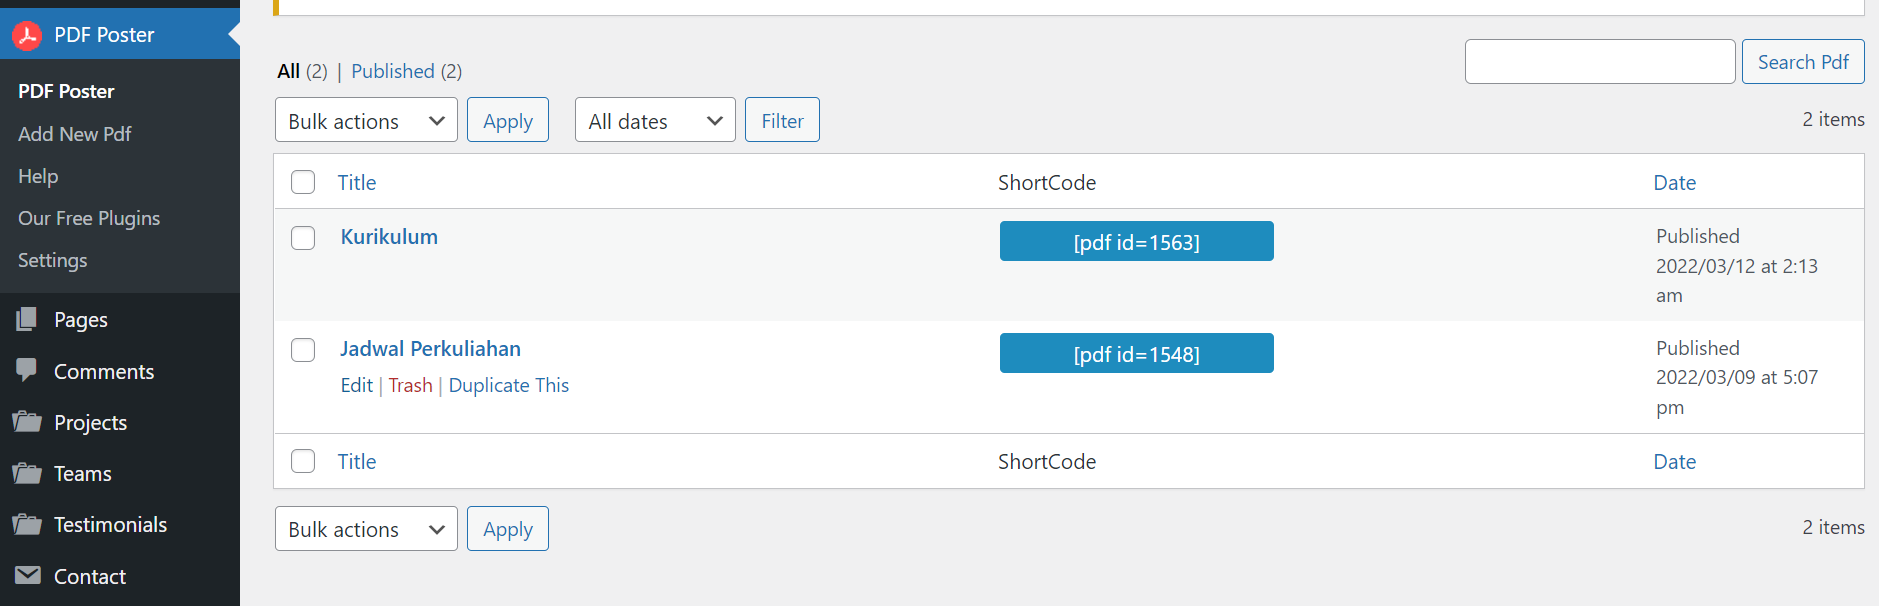 PDF Poster
PDF Poster
Add New Pdf
Help
Our Free Plugins
Settings
Pages
Comments
Projects
Teams
Testimonials
Contact
All (2) | Published (2)
Search Pdf
Bulk actions Apply All dates Filter
2 items
Title ShortCode Date
Kurikulum [pdf id=1563] Published
2022/03/12 at 2:13
am
Jadwal Perkuliahan [pdf id=1548] Published
Edit | Trash | Duplicate This 2022/03/09 at 5:07
pm
Title ShortCode Date
Bulk actions Apply
2 items